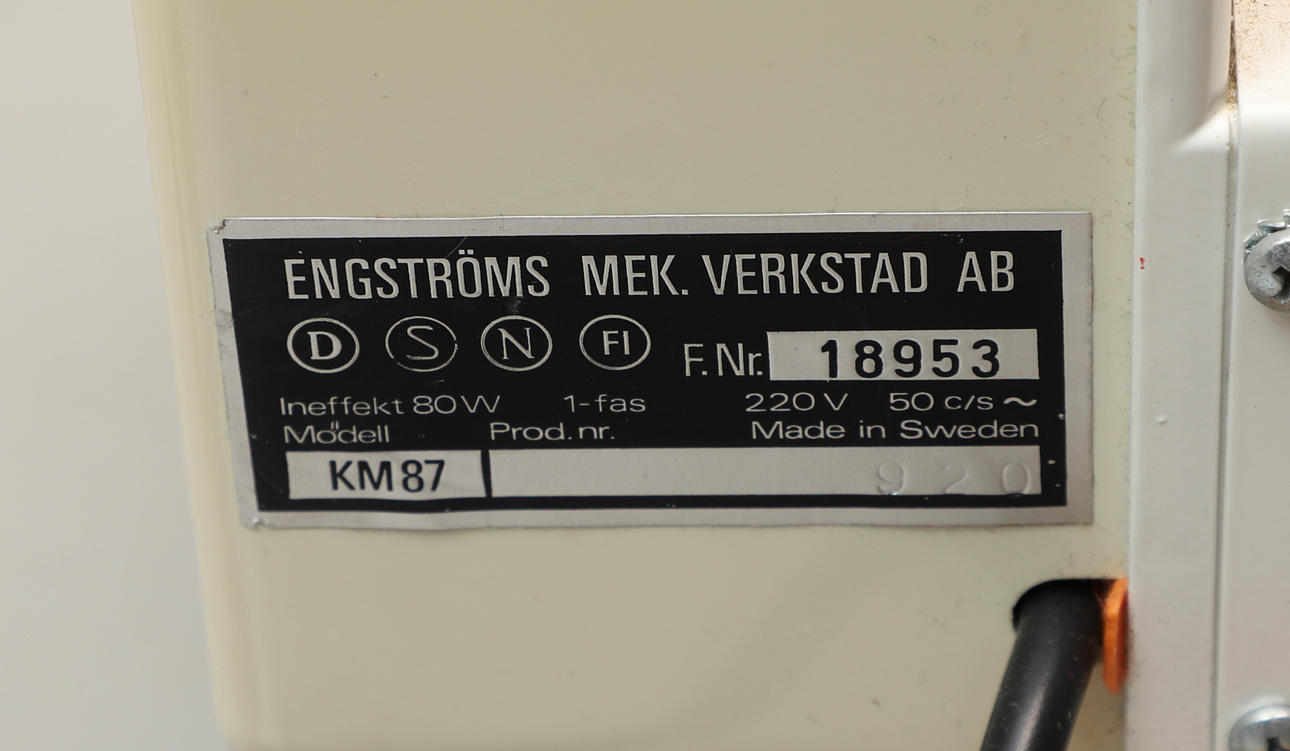 ENGSTRÖMS MEK. VERKSTAD AB
D S N FI F. Nr. 18953
Ineffekt 80W 1-fas 220V 50 c/s ~
Modell Prod. nr. Made in Sweden
KM87 920